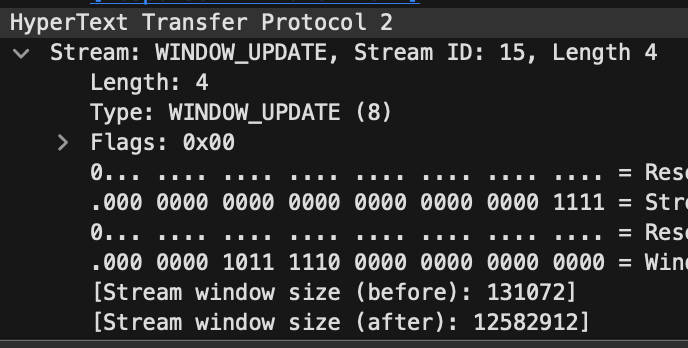 HyperText Transfer Protocol 2
Stream: WINDOW_UPDATE, Stream ID: 15, Length 4
Length: 4
Type: WINDOW_UPDATE (8)
Flags: 0x00
0... .... .... .... .... .... .... .... = Rese
.000 0000 0000 0000 0000 0000 0000 1111 = Stre
0... .... .... .... .... .... .... .... = Rese
.000 0000 1011 1110 0000 0000 0000 0000 = Wind
[Stream window size (before): 131072]
[Stream window size (after): 12582912]